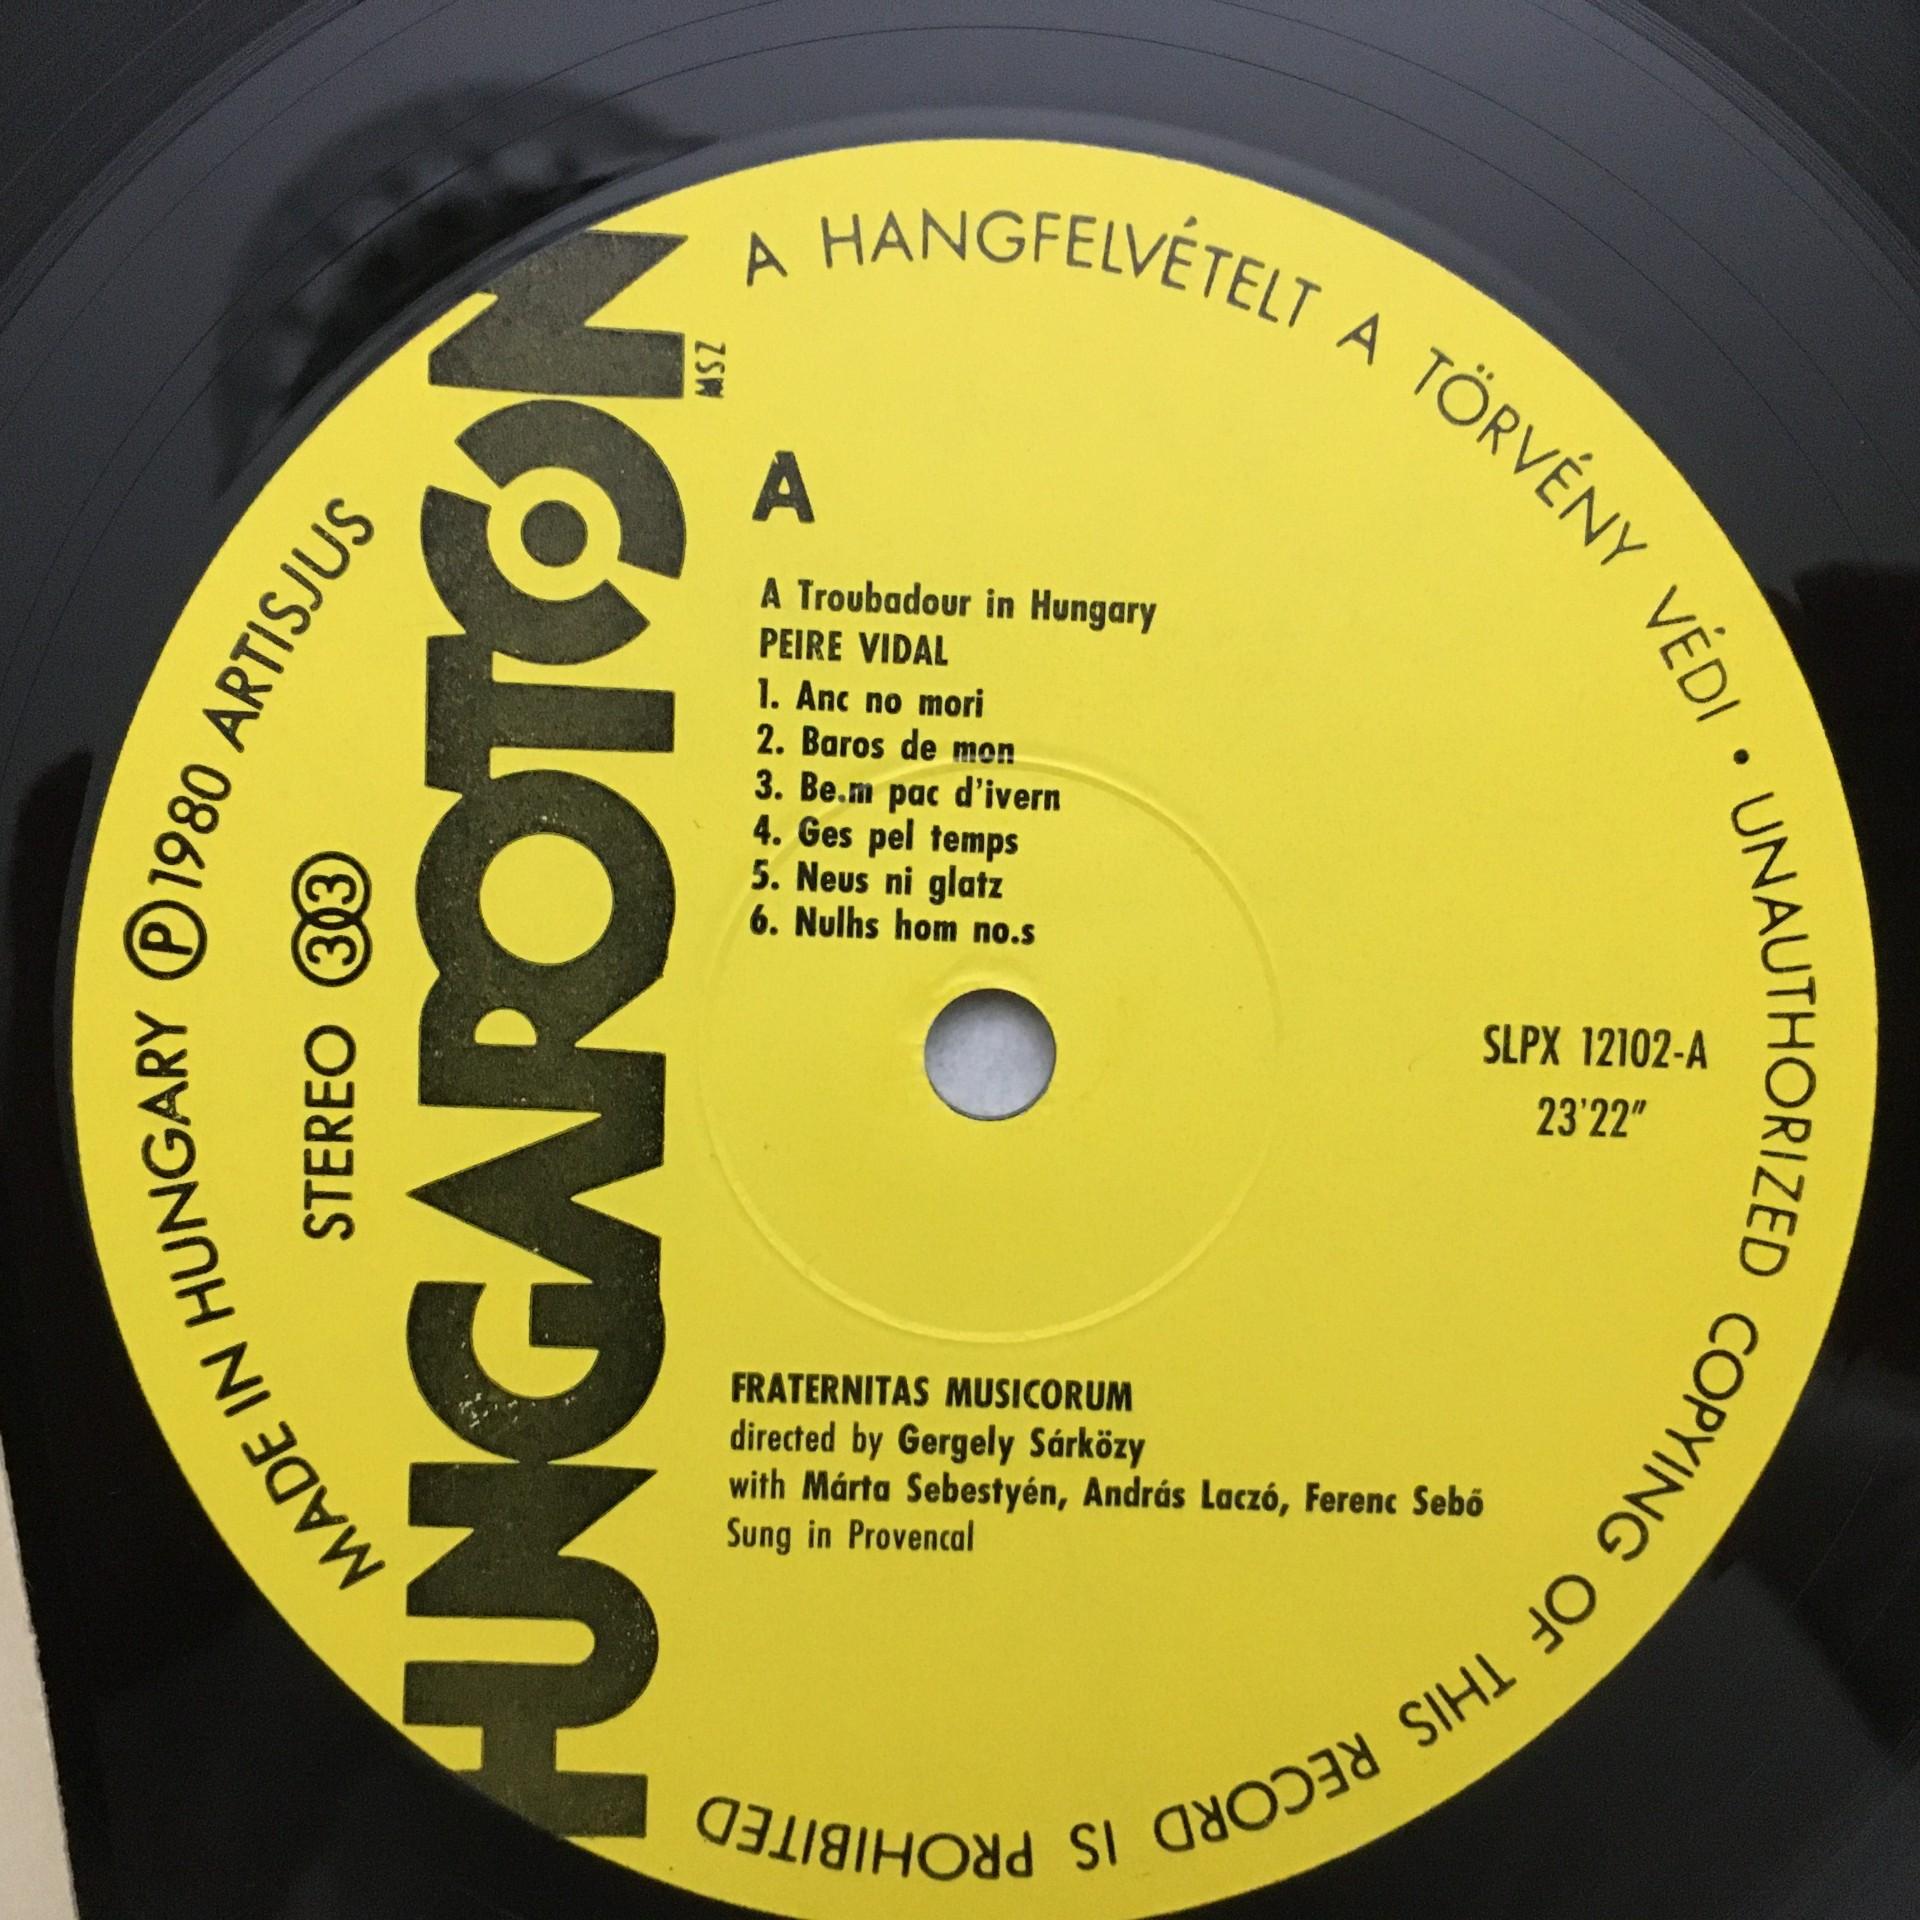 A HANGFELVÉTELT A TÖRVÉNY VÉDI • UNAUTHORIZED COPYING OF THIS RECORD IS PROHIBITED
MADE IN HUNGARY Ⓟ 1980 ARTISJUS
STEREO 303
HUNGAROTON
MSZ
A
A Troubadour in Hungary
PEIRE VIDAL
1. Anc no mori
2. Baros de mon
3. Be.m pac d'ivern
4. Ges pel temps
5. Neus ni glatz
6. Nulhs hom no.s
SLPX 12102-A
23'22"
FRATERNITAS MUSICORUM
directed by Gergely Sárközy
with Márta Sebestyén, András Laczó, Ferenc Sebő
Sung in Provencal